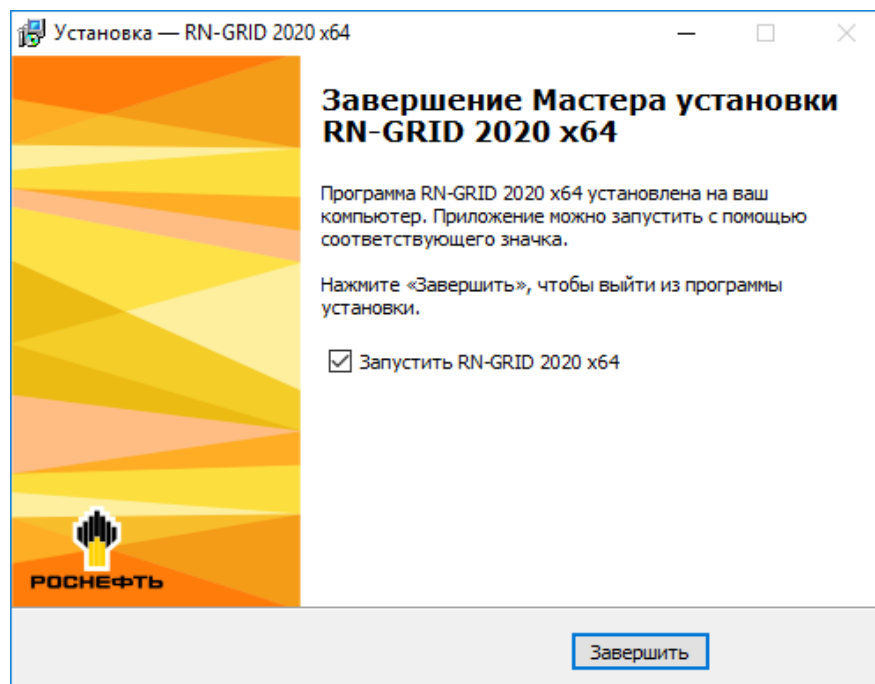 Установка — RN-GRID 2020 x64
Завершение Мастера установки
RN-GRID 2020 x64
Программа RN-GRID 2020 x64 установлена на ваш
компьютер. Приложение можно запустить с помощью
соответствующего значка.
Нажмите «Завершить», чтобы выйти из программы
установки.
Запустить RN-GRID 2020 x64
РОСНЕФТЬ
Завершить